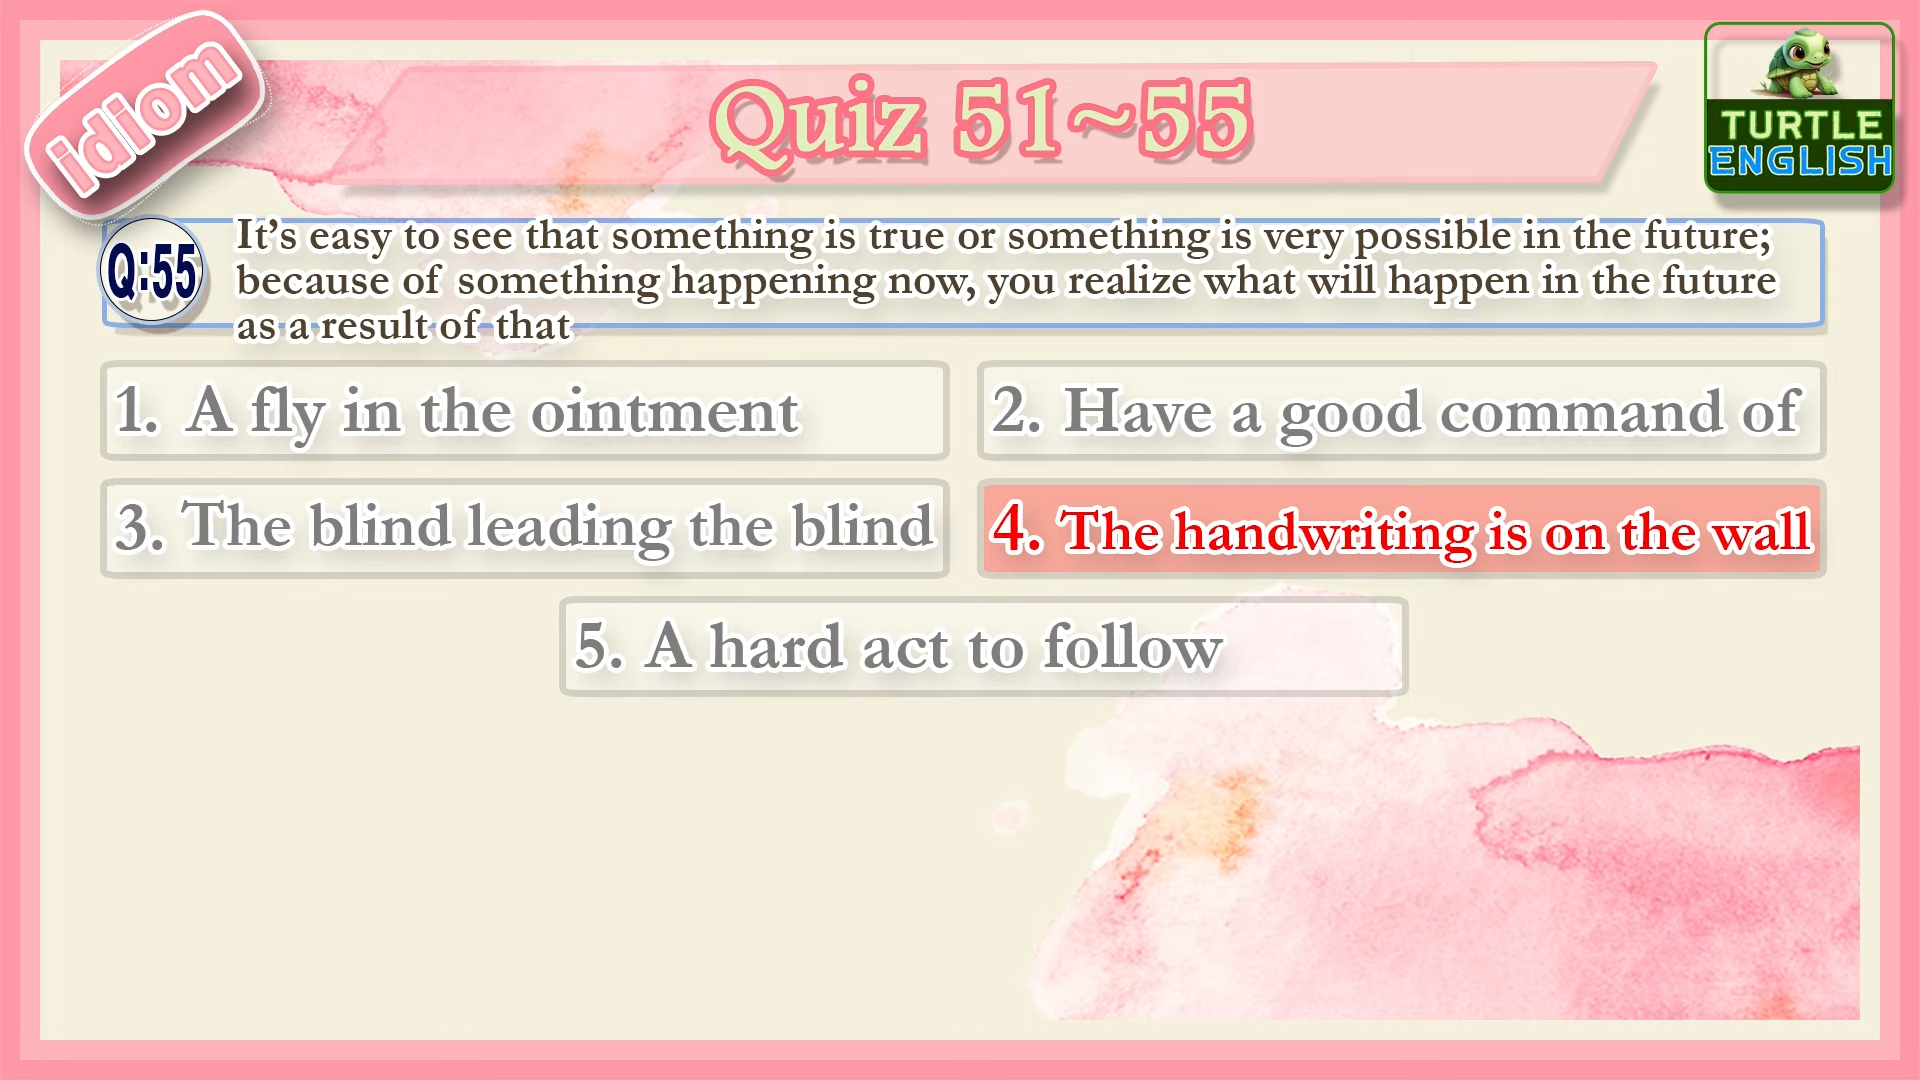 idiom
Quiz 51~55
TURTLE
ENGLISH
Q:55
It’s easy to see that something is true or something is very possible in the future;
because of something happening now, you realize what will happen in the future
as a result of that
1. A fly in the ointment
2. Have a good command of
3. The blind leading the blind
4. The handwriting is on the wall
5. A hard act to follow